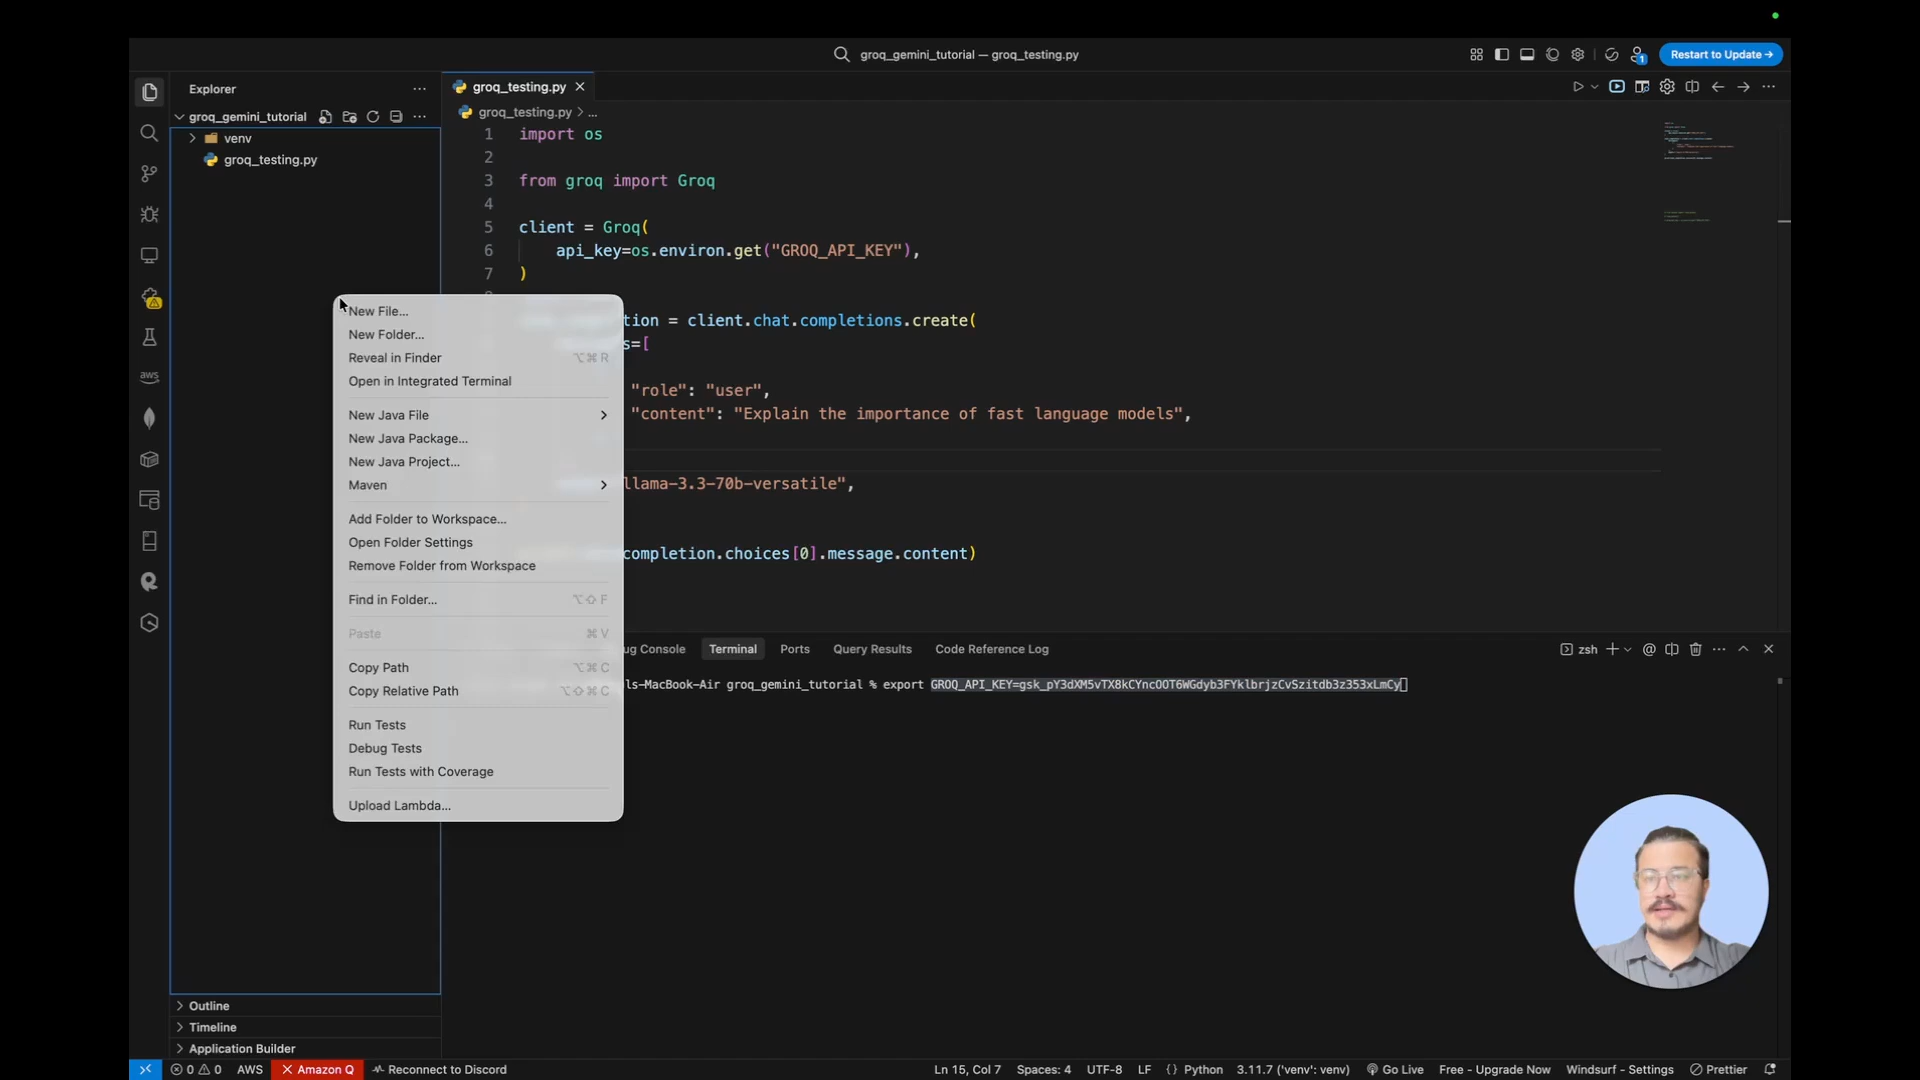 groq_gemini_tutorial — groq_testing.py
Restart to Update →
Explorer
groq_testing.py
groq_gemini_tutorial
groq_testing.py > ...
venv
groq_testing.py
1 import os
2
3 from groq import Groq
4
5 client = Groq(
6 api_key=os.environ.get("GROQ_API_KEY"),
7 )
tion = client.chat.completions.create(
s=[
"role": "user",
"content": "Explain the importance of fast language models",
llama-3.3-70b-versatile",
completion.choices[0].message.content)
New File...
New Folder...
Reveal in Finder ⌥⌘ R
Open in Integrated Terminal
New Java File
New Java Package...
New Java Project...
Maven
Add Folder to Workspace...
Open Folder Settings
Remove Folder from Workspace
Find in Folder... ⌥⇧ F
Paste ⌘ V
Copy Path ⌥⌘ C
Copy Relative Path ⌥⇧⌘ C
Run Tests
Debug Tests
Run Tests with Coverage
Upload Lambda...
aws
ug Console Terminal Ports Query Results Code Reference Log
zsh
ls-MacBook-Air groq_gemini_tutorial % export GROQ_API_KEY=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
Outline
Timeline
Application Builder
0 0 AWS Amazon Q Reconnect to Discord
Ln 15, Col 7 Spaces: 4 UTF-8 LF {} Python 3.11.7 ('venv': venv) Go Live Free - Upgrade Now Windsurf - Settings Prettier